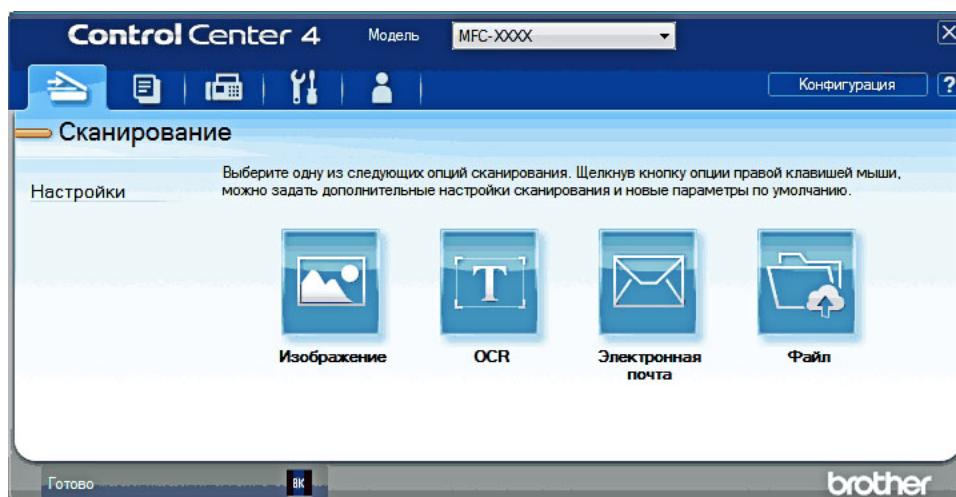 Control Center 4
Модель
MFC-XXXX
Конфигурация
?
Сканирование
Настройки
Выберите одну из следующих опций сканирования. Щелкнув кнопку опции правой клавишей мыши,
можно задать дополнительные настройки сканирования и новые параметры по умолчанию.
T
Изображение
OCR
Электронная
почта
Файл
Готово
BK
brother